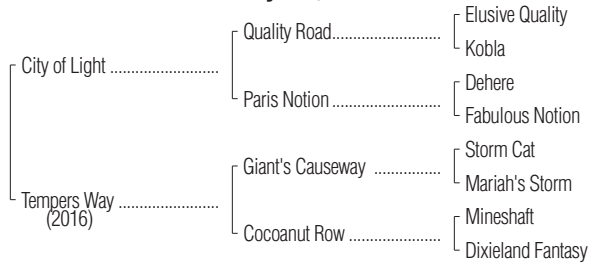 Elusive Quality
Quality Road
Kobla
City of Light
Dehere
Paris Notion
Fabulous Notion
Storm Cat
Giant's Causeway
Mariah's Storm
Tempers Way
(2016)
Mineshaft
Cocoanut Row
Dixieland Fantasy